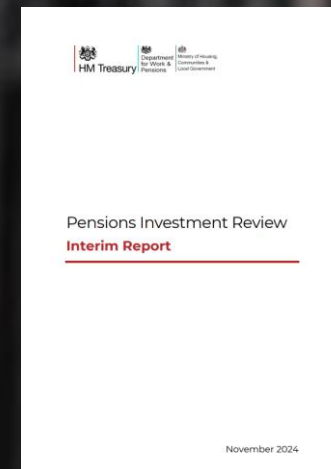 HM Treasury
Department
for Work &
Pensions
Ministry of Housing,
Communities &
Local Government
Pensions Investment Review
Interim Report
November 2024